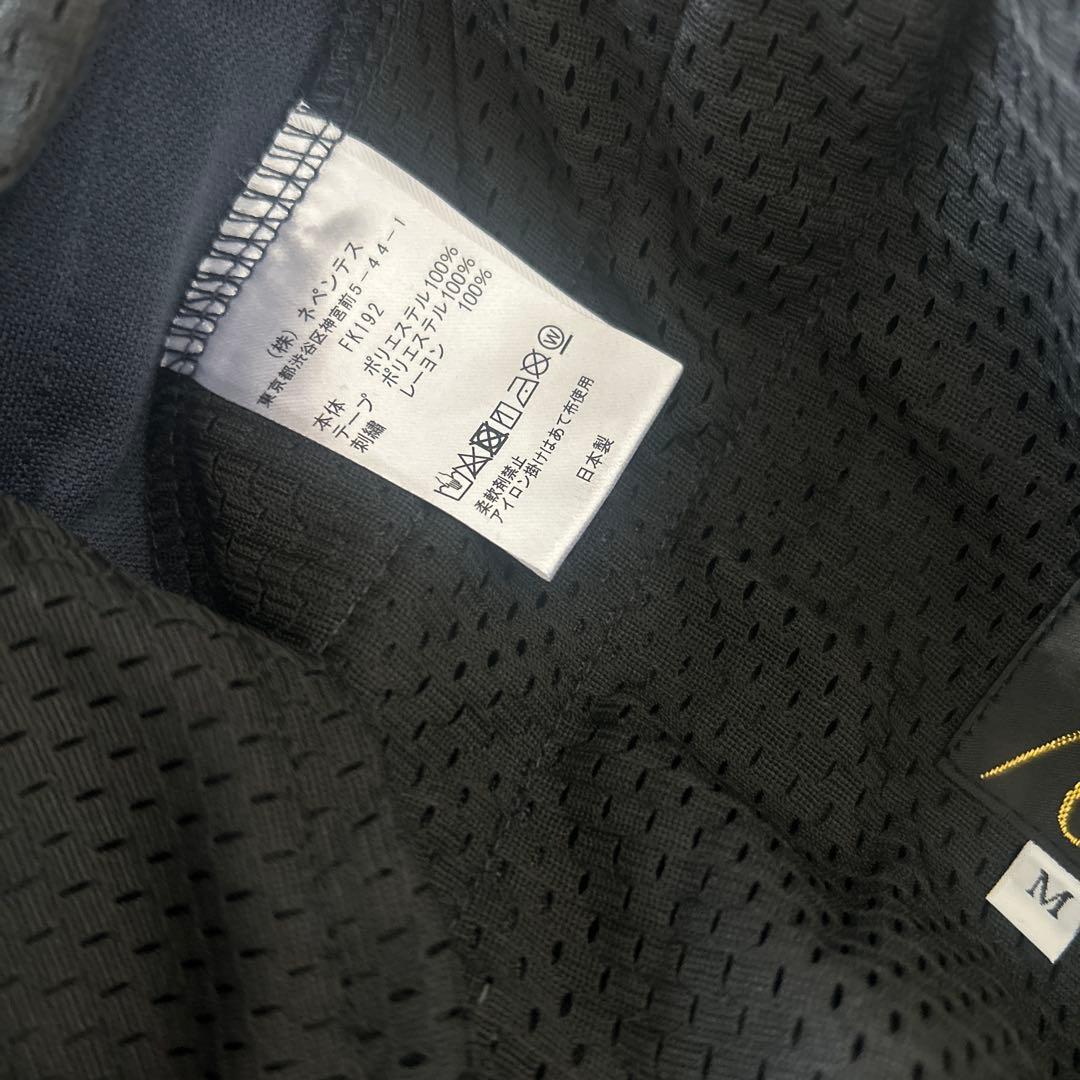 (株) ネペンテス
東京都渋谷区神宮前5-44-1
FK192
本体 ポリエステル100%
テープ ポリエステル100%
刺繍 レーヨン 100%
W
柔軟剤禁止
アイロン掛けはあて布使用
日本製
M